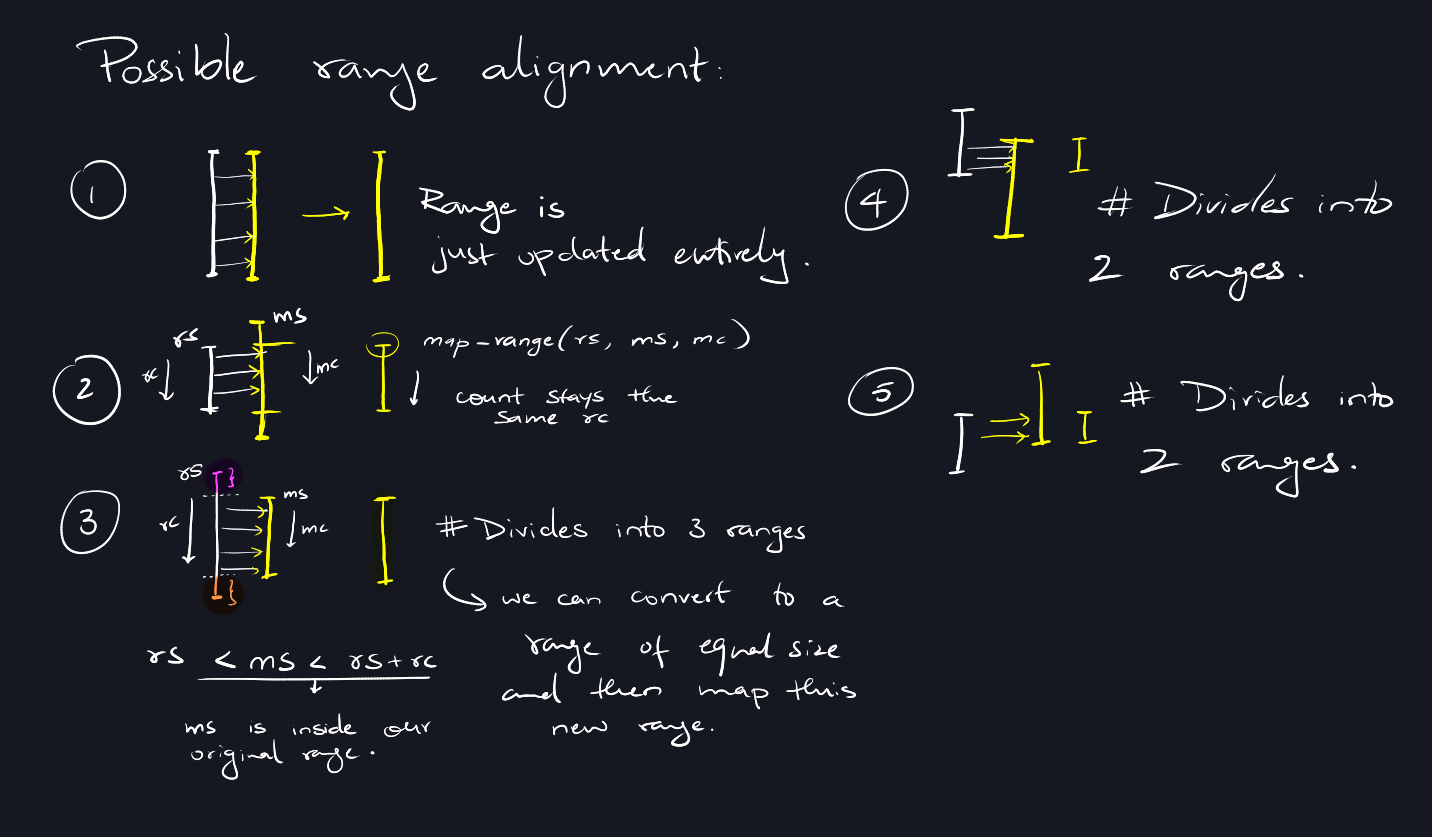 Possible range alignment:
1
Range is
just updated entirely.
2
rs
rc
ms
mc
map-range(rs, ms, mc)
count stays the
same rc
3
rs
rc
ms
mc
# Divides into 3 ranges
we can convert to a
range of equal size
and then map this
new range.
rs < ms < rs+rc
ms is inside our
original range.
4
# Divides into
2 ranges.
5
# Divides into
2 ranges.